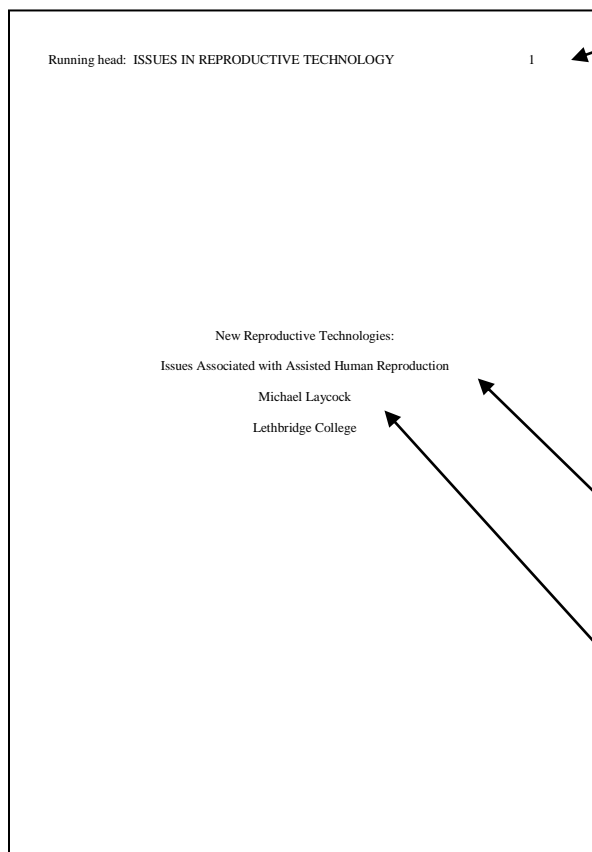 Running head: ISSUES IN REPRODUCTIVE TECHNOLOGY 1
New Reproductive Technologies:
Issues Associated with Assisted Human Reproduction
Michael Laycock
Lethbridge College